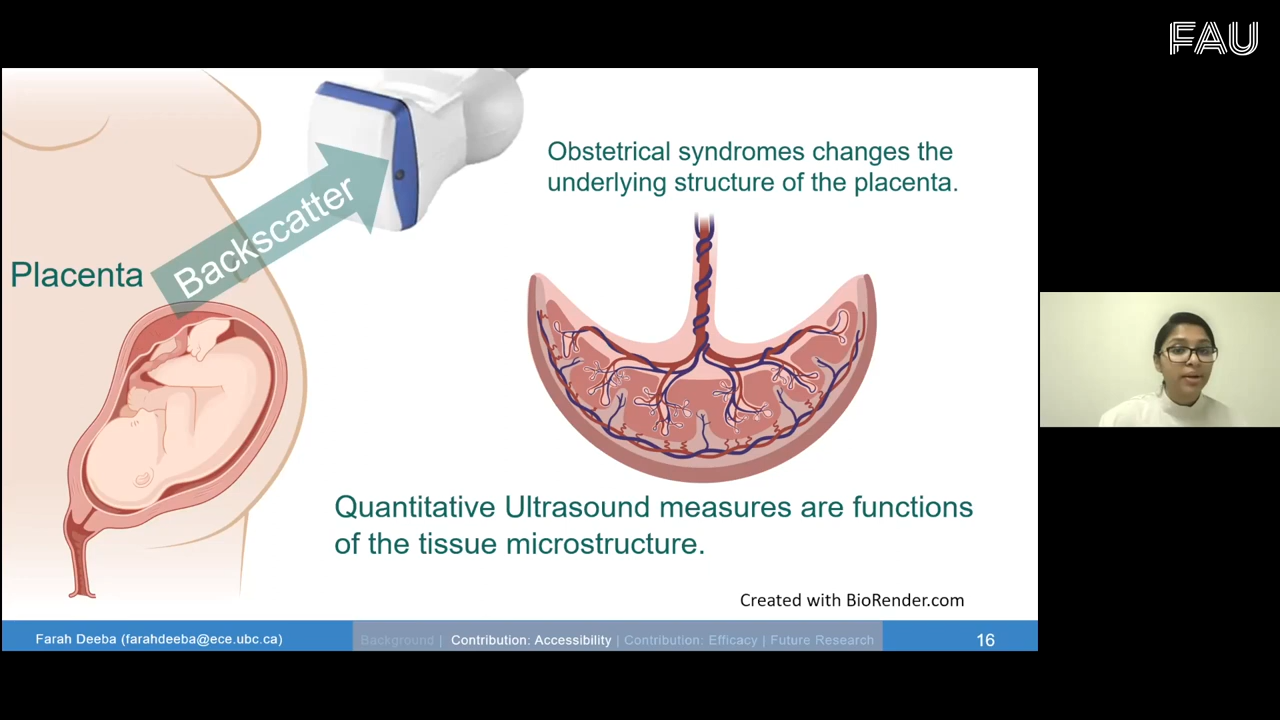 FAU
Obstetrical syndromes changes the
underlying structure of the placenta.
Backscatter
Placenta
Quantitative Ultrasound measures are functions
of the tissue microstructure.
Created with BioRender.com
Farah Deeba (farahdeeba@ece.ubc.ca)
Background | Contribution: Accessibility | Contribution: Efficacy | Future Research
16